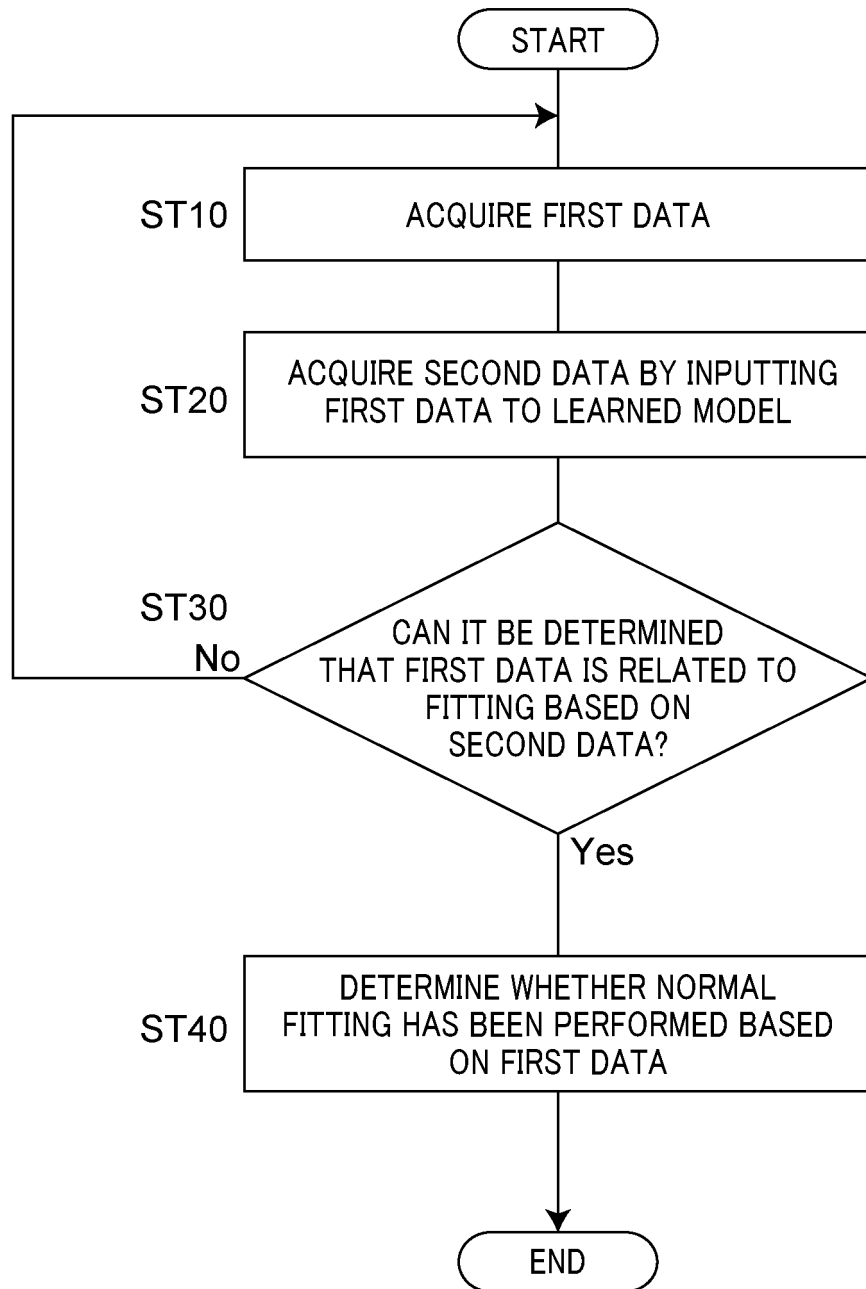 START
ST10
ACQUIRE FIRST DATA
ST20
ACQUIRE SECOND DATA BY INPUTTING
FIRST DATA TO LEARNED MODEL
ST30
No
CAN IT BE DETERMINED
THAT FIRST DATA IS RELATED TO
FITTING BASED ON
SECOND DATA?
Yes
ST40
DETERMINE WHETHER NORMAL
FITTING HAS BEEN PERFORMED BASED
ON FIRST DATA
END